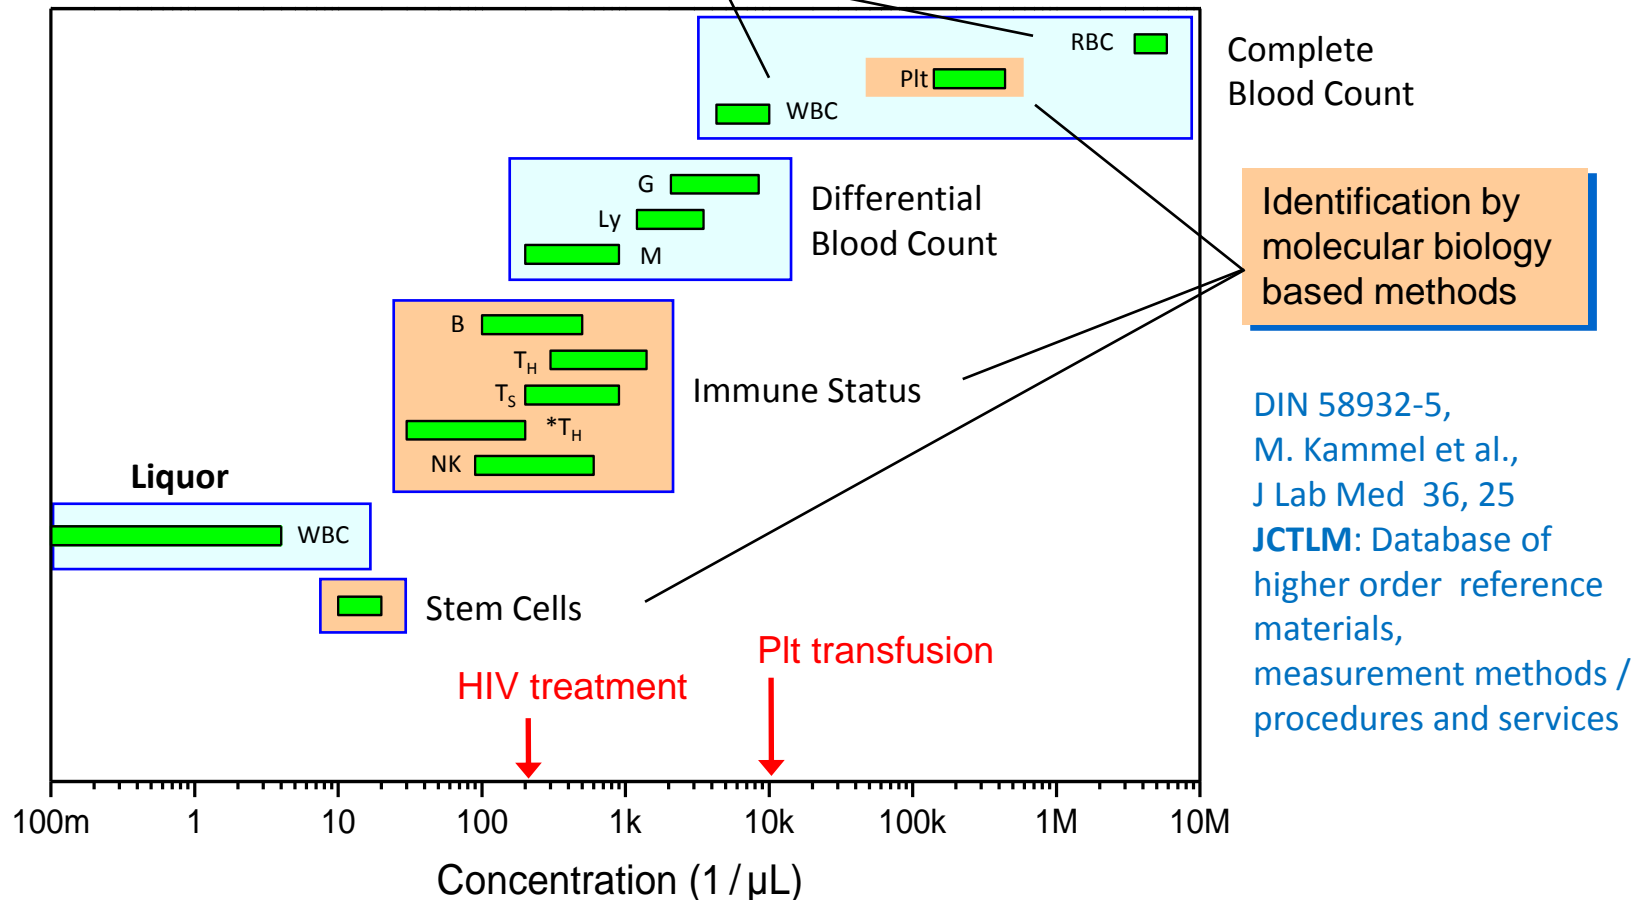 RBC
Plt
WBC
Complete
Blood Count
G
Ly
M
Differential
Blood Count
Identification by
molecular biology
based methods
B
T_H
T_S
*T_H
NK
Immune Status
DIN 58932-5,
M. Kammel et al.,
J Lab Med 36, 25
JCTLM: Database of
higher order reference
materials,
measurement methods /
procedures and services
Liquor
WBC
Stem Cells
HIV treatment
Plt transfusion
100m 1 10 100 1k 10k 100k 1M 10M
Concentration (1 / µL)